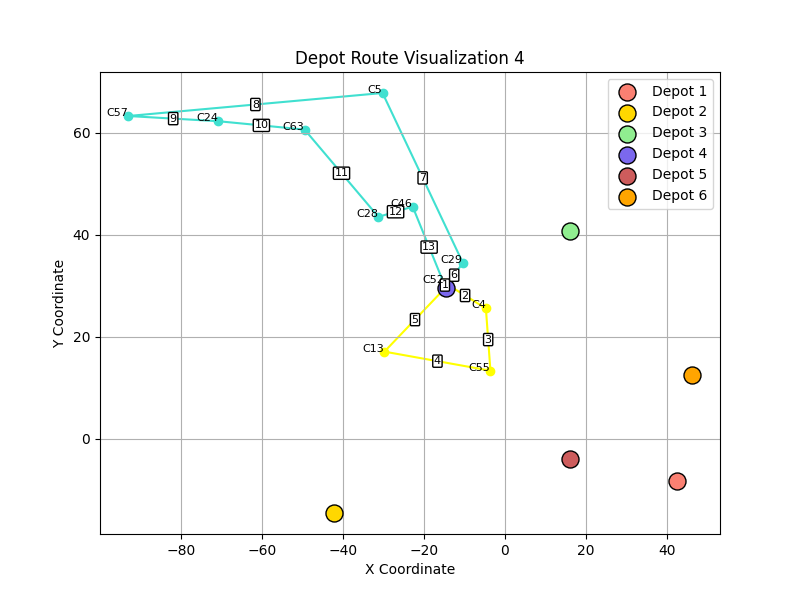 Depot Route Visualization 4
Depot 1
Depot 2
Depot 3
Depot 4
Depot 5
Depot 6
C5
8
C57
9
C24
10
C63
11
7
C46
C28
12
13
C29
6
C52
1
2
C4
5
3
C13
4
C55
60
40
20
0
Y Coordinate
−80
−60
−40
−20
0
20
40
X Coordinate